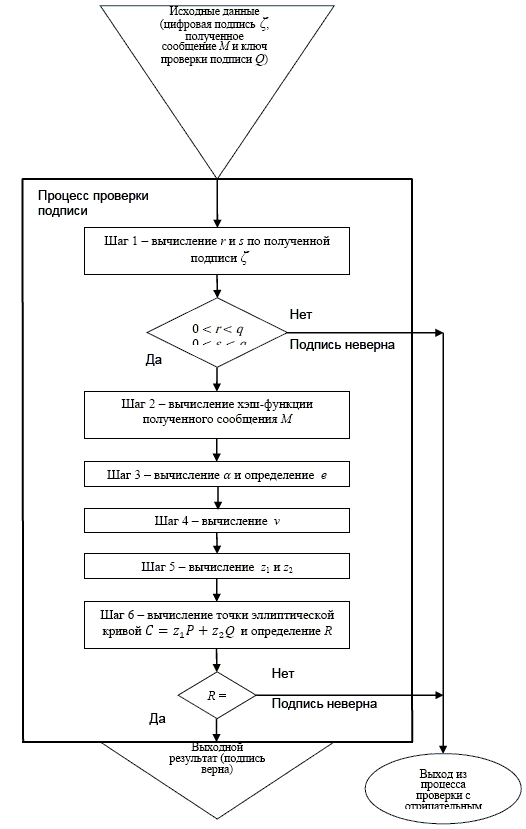 Исходные данные
(цифровая подпись ζ,
полученное
сообщение M и ключ
проверки подписи Q)
Процесс проверки
подписи
Шаг 1 – вычисление r и s по полученной
подписи ζ
0 < r < q
0 < s < q
Нет
Подпись неверна
Да
Шаг 2 – вычисление хэш-функции
полученного сообщения M
Шаг 3 – вычисление α и определение e
Шаг 4 – вычисление v
Шаг 5 – вычисление z₁ и z₂
Шаг 6 – вычисление точки эллиптической
кривой C = z₁P + z₂Q и определение R
R =
Нет
Подпись неверна
Да
Выходной
результат (подпись
верна)
Выход из
процесса
проверки с
отрицательным